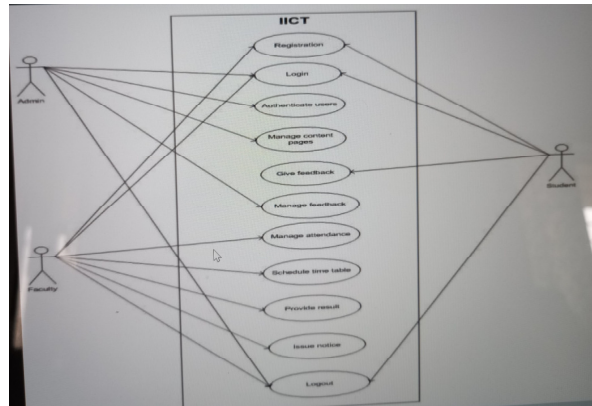 IICT
Registration
Login
Admin
Authenticate users
Manage content
pages
Give feedback
Student
Manage feedback
Manage attendance
Faculty
Schedule time table
Provide result
Issue notice
Logout